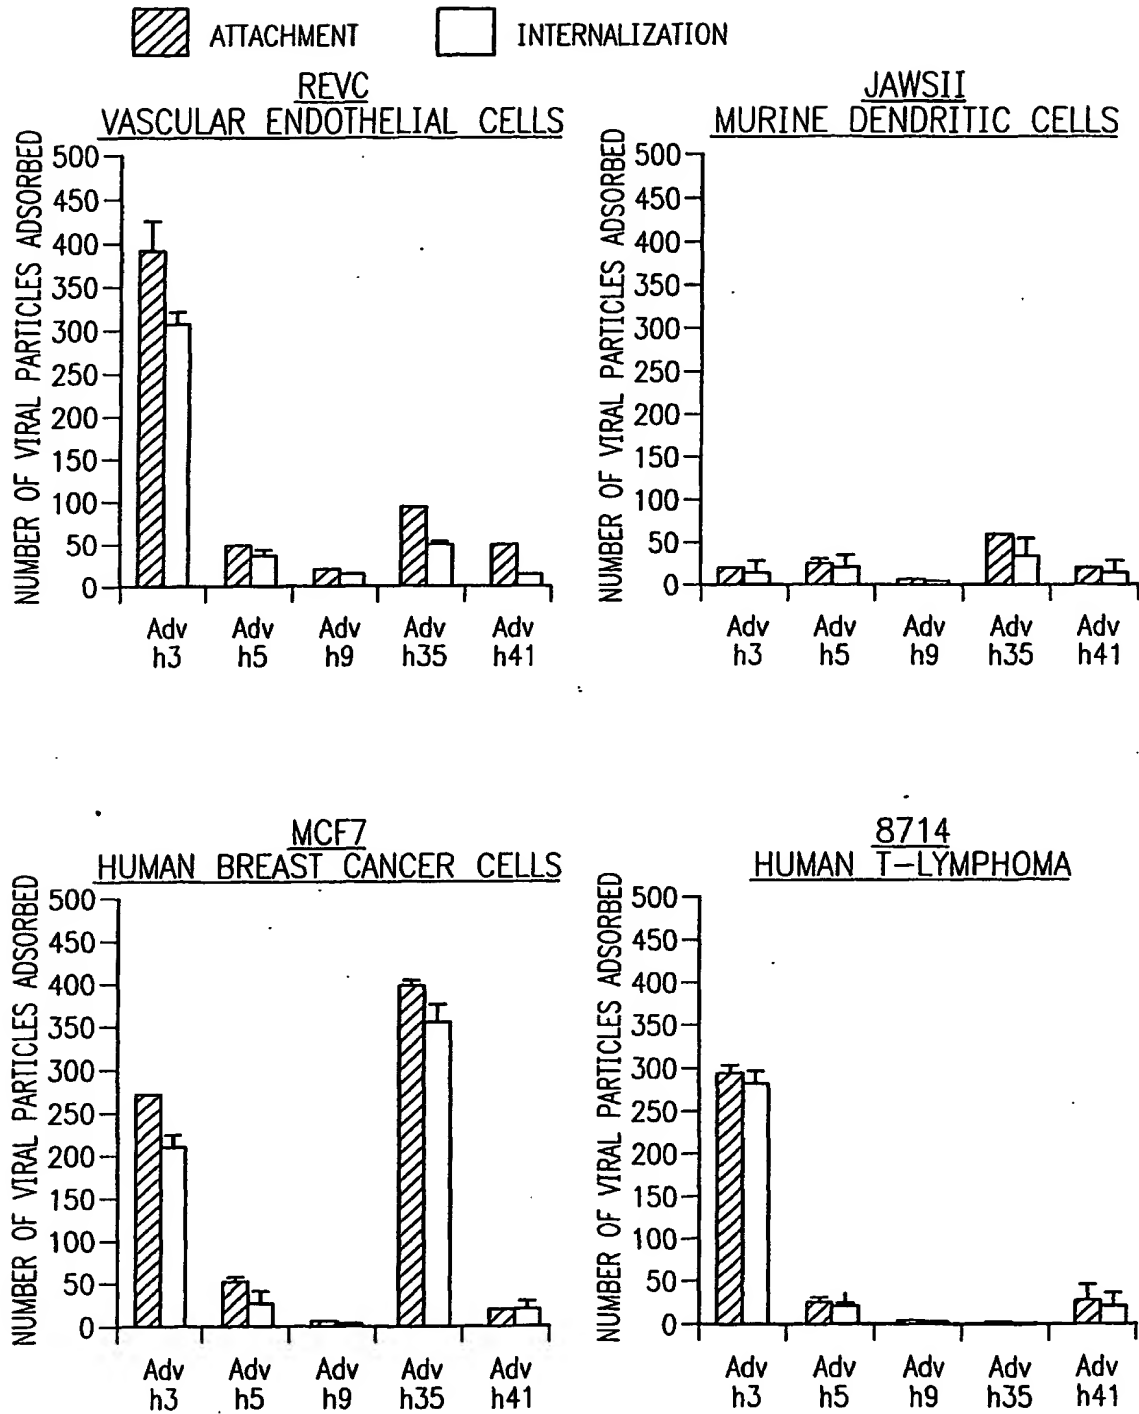 ATTACHMENT
INTERNALIZATION
REVC
VASCULAR ENDOTHELIAL CELLS
NUMBER OF VIRAL PARTICLES ADSORBED
500
450
400
350
300
250
200
150
100
50
0
Adv h3
Adv h5
Adv h9
Adv h35
Adv h41
JAWSII
MURINE DENDRITIC CELLS
NUMBER OF VIRAL PARTICLES ADSORBED
500
450
400
350
300
250
200
150
100
50
0
Adv h3
Adv h5
Adv h9
Adv h35
Adv h41
MCF7
HUMAN BREAST CANCER CELLS
NUMBER OF VIRAL PARTICLES ADSORBED
500
450
400
350
300
250
200
150
100
50
0
Adv h3
Adv h5
Adv h9
Adv h35
Adv h41
8714
HUMAN T-LYMPHOMA
NUMBER OF VIRAL PARTICLES ADSORBED
500
450
400
350
300
250
200
150
100
50
0
Adv h3
Adv h5
Adv h9
Adv h35
Adv h41